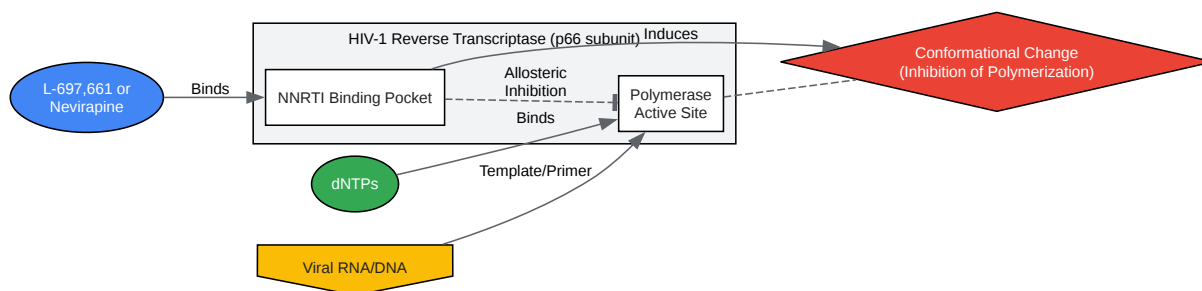 HIV-1 Reverse Transcriptase (p66 subunit)
Induces
Conformational Change
(Inhibition of Polymerization)
L-697,661 or
Nevirapine
Binds
NNRTI Binding Pocket
Allosteric
Inhibition
Polymerase
Active Site
Binds
dNTPs
Template/Primer
Viral RNA/DNA